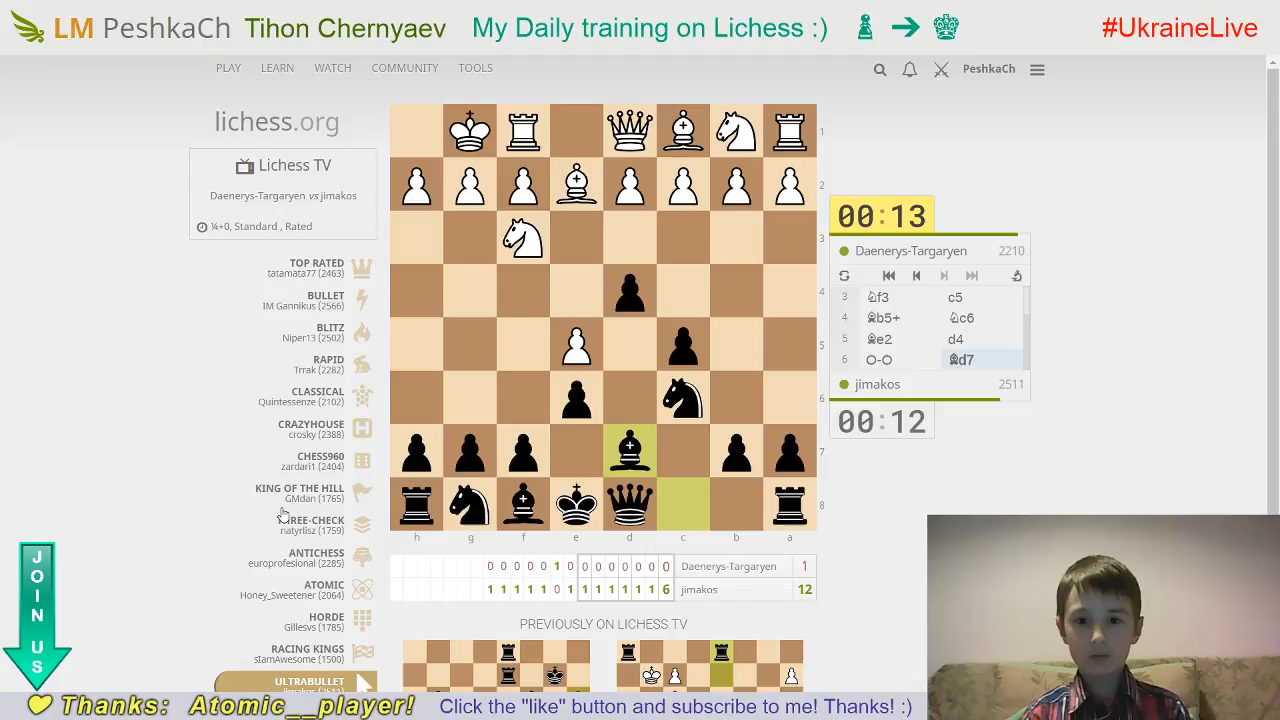 LM PeshkaCh Tihon Chernyaev My Daily training on Lichess :) #UkraineLive
PLAY LEARN WATCH COMMUNITY TOOLS PeshkaCh
lichess.org
Lichess TV
Daenerys-Targaryen vs jimakos
¼+0, Standard , Rated
TOP RATED
tatamata77 (2463)
BULLET
IM Gannikus (2566)
BLITZ
Niper13 (2502)
RAPID
Trrak (2282)
CLASSICAL
Quintessenze (2102)
CRAZYHOUSE
crosky (2388)
CHESS960
zardari1 (2404)
KING OF THE HILL
GMdan (1765)
THREE-CHECK
natyrlisz (1759)
ANTICHESS
europrofesional (2285)
ATOMIC
Honey_Sweetener (2064)
HORDE
Gillesvs (1785)
RACING KINGS
sIamAwesome (1500)
ULTRABULLET
jimakos (2511)
1
2
3
4
5
6
7
8
h g f e d c b a
00:13
Daenerys-Targaryen 2210
3 ♘f3 c5
4 ♗b5+ ♘c6
5 ♗e2 d4
6 O-O ♗d7
jimakos 2511
00:12
0 0 0 0 0 1 0 0 0 0 0 0 0 0 Daenerys-Targaryen 1
1 1 1 1 1 0 1 1 1 1 1 1 1 6 jimakos 12
PREVIOUSLY ON LICHESS TV
JOIN US
Thanks: Atomic__player! Click the "like" button and subscribe to me! Thanks! :)